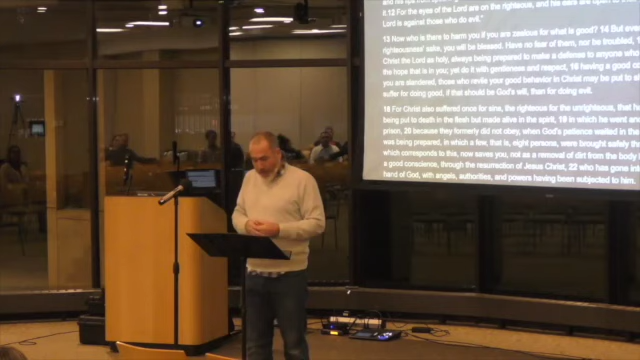 it. 12 For the eyes of the Lord are on the righteous, and his ears are open to
Lord is against those who do evil."
13 Now who is there to harm you if you are zealous for what is good? 14 But even
righteousness' sake, you will be blessed. Have no fear of them, nor be troubled, 1
Christ the Lord as holy, always being prepared to make a defense to anyone who
the hope that is in you; yet do it with gentleness and respect, 16 having a good co
you are slandered, those who revile your good behavior in Christ may be put to
suffer for doing good, if that should be God's will, than for doing evil.
18 For Christ also suffered once for sins, the righteous for the unrighteous, that h
being put to death in the flesh but made alive in the spirit, 19 in which he went and
prison, 20 because they formerly did not obey, when God's patience waited in the
was being prepared, in which a few, that is, eight persons, were brought safely th
which corresponds to this, now saves you, not as a removal of dirt from the body
a good conscience, through the resurrection of Jesus Christ, 22 who has gone in
hand of God, with angels, authorities, and powers having been subjected to him.